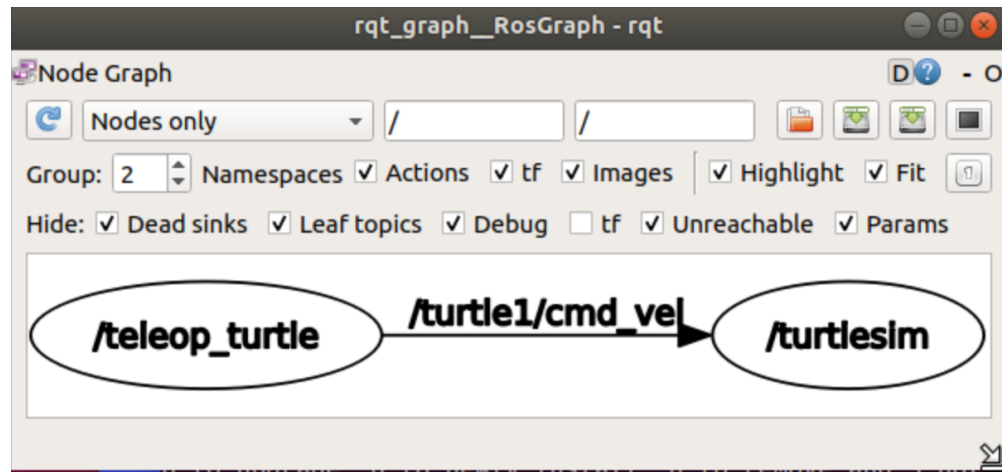 rqt_graph__RosGraph - rqt
Node Graph D ? - O
Nodes only / /
Group: 2 Namespaces Actions tf Images Highlight Fit
Hide: Dead sinks Leaf topics Debug tf Unreachable Params
/teleop_turtle /turtle1/cmd_vel /turtlesim